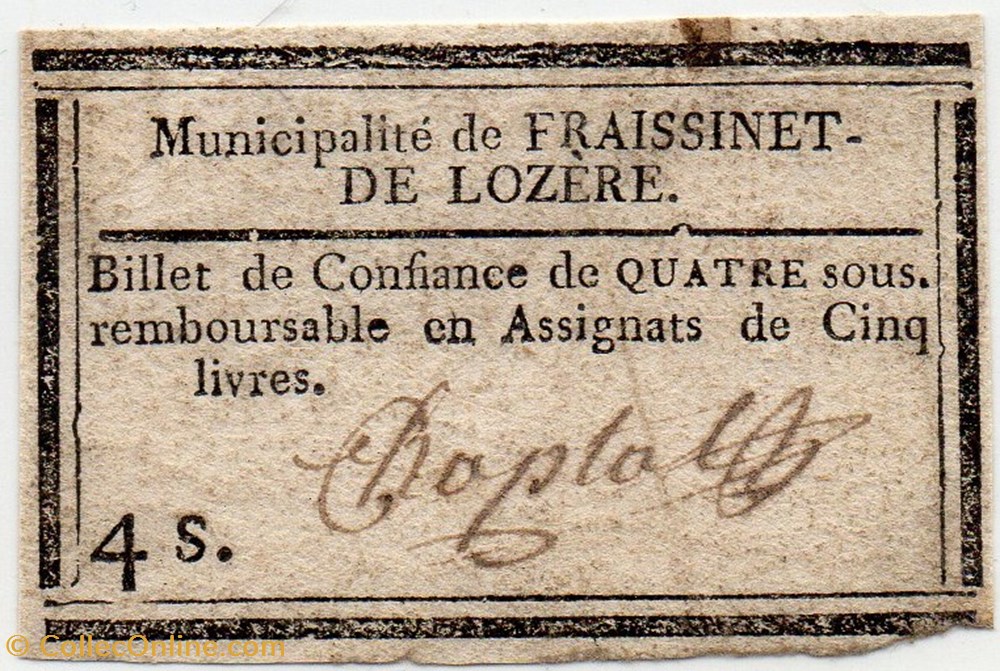 Municipalité de FRAISSINET-
DE LOZÈRE.
Billet de Confiance de QUATRE sous.
remboursable en Assignats de Cinq
livres.
Chaptal
4 s.
© CollecOnline.com